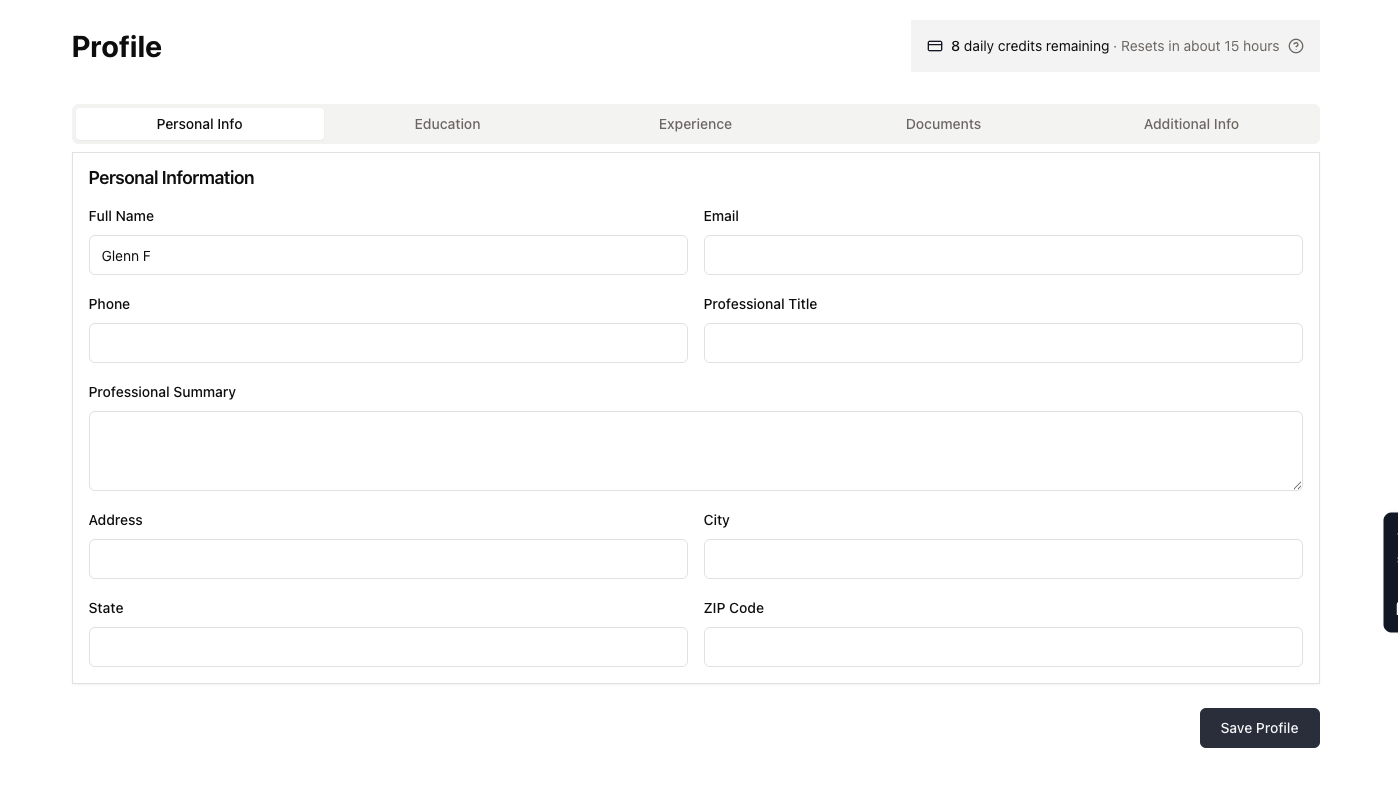 Profile
8 daily credits remaining · Resets in about 15 hours
Personal Info
Education
Experience
Documents
Additional Info
Personal Information
Full Name
Email
Glenn F
Phone
Professional Title
Professional Summary
Address
City
State
ZIP Code
Save Profile